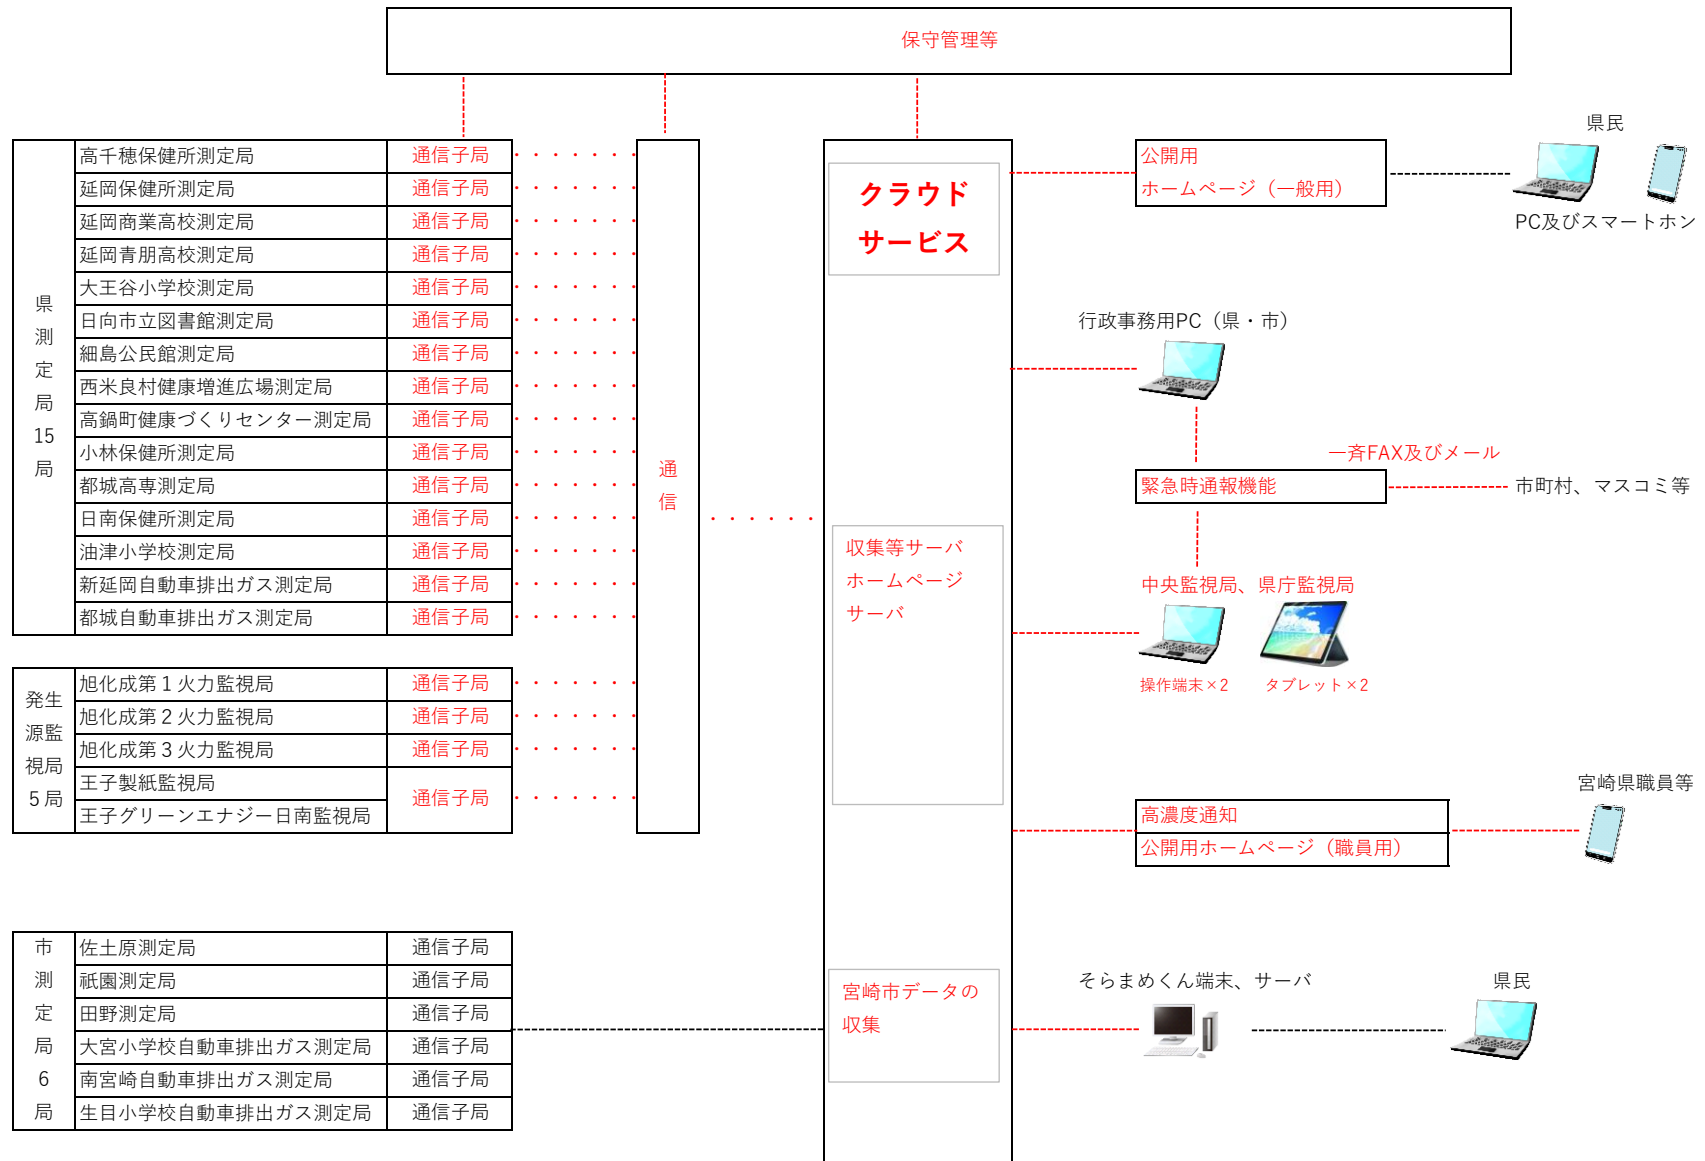 保守管理等
県
測
定
局
15
局
高千穂保健所測定局 通信子局
延岡保健所測定局 通信子局
延岡商業高校測定局 通信子局
延岡青朋高校測定局 通信子局
大王谷小学校測定局 通信子局
日向市立図書館測定局 通信子局
細島公民館測定局 通信子局
西米良村健康増進広場測定局 通信子局
高鍋町健康づくりセンター測定局 通信子局
小林保健所測定局 通信子局
都城高専測定局 通信子局
日南保健所測定局 通信子局
油津小学校測定局 通信子局
新延岡自動車排出ガス測定局 通信子局
都城自動車排出ガス測定局 通信子局
発生
源監
視局
５局
旭化成第１火力監視局 通信子局
旭化成第２火力監視局 通信子局
旭化成第３火力監視局 通信子局
王子製紙監視局
通信子局
王子グリーンエナジー日南監視局
市
測
定
局
6
局
佐土原測定局 通信子局
祇園測定局 通信子局
田野測定局 通信子局
大宮小学校自動車排出ガス測定局 通信子局
南宮崎自動車排出ガス測定局 通信子局
生目小学校自動車排出ガス測定局 通信子局
通
信
クラウド
サービス
収集等サーバ
ホームページ
サーバ
宮崎市データの
収集
公開用
ホームページ（一般用）
県民
PC及びスマートホン
行政事務用PC（県・市）
一斉FAX及びメール
緊急時通報機能
市町村、マスコミ等
中央監視局、県庁監視局
操作端末×2
タブレット×2
宮崎県職員等
高濃度通知
公開用ホームページ（職員用）
そらまめくん端末、サーバ
県民